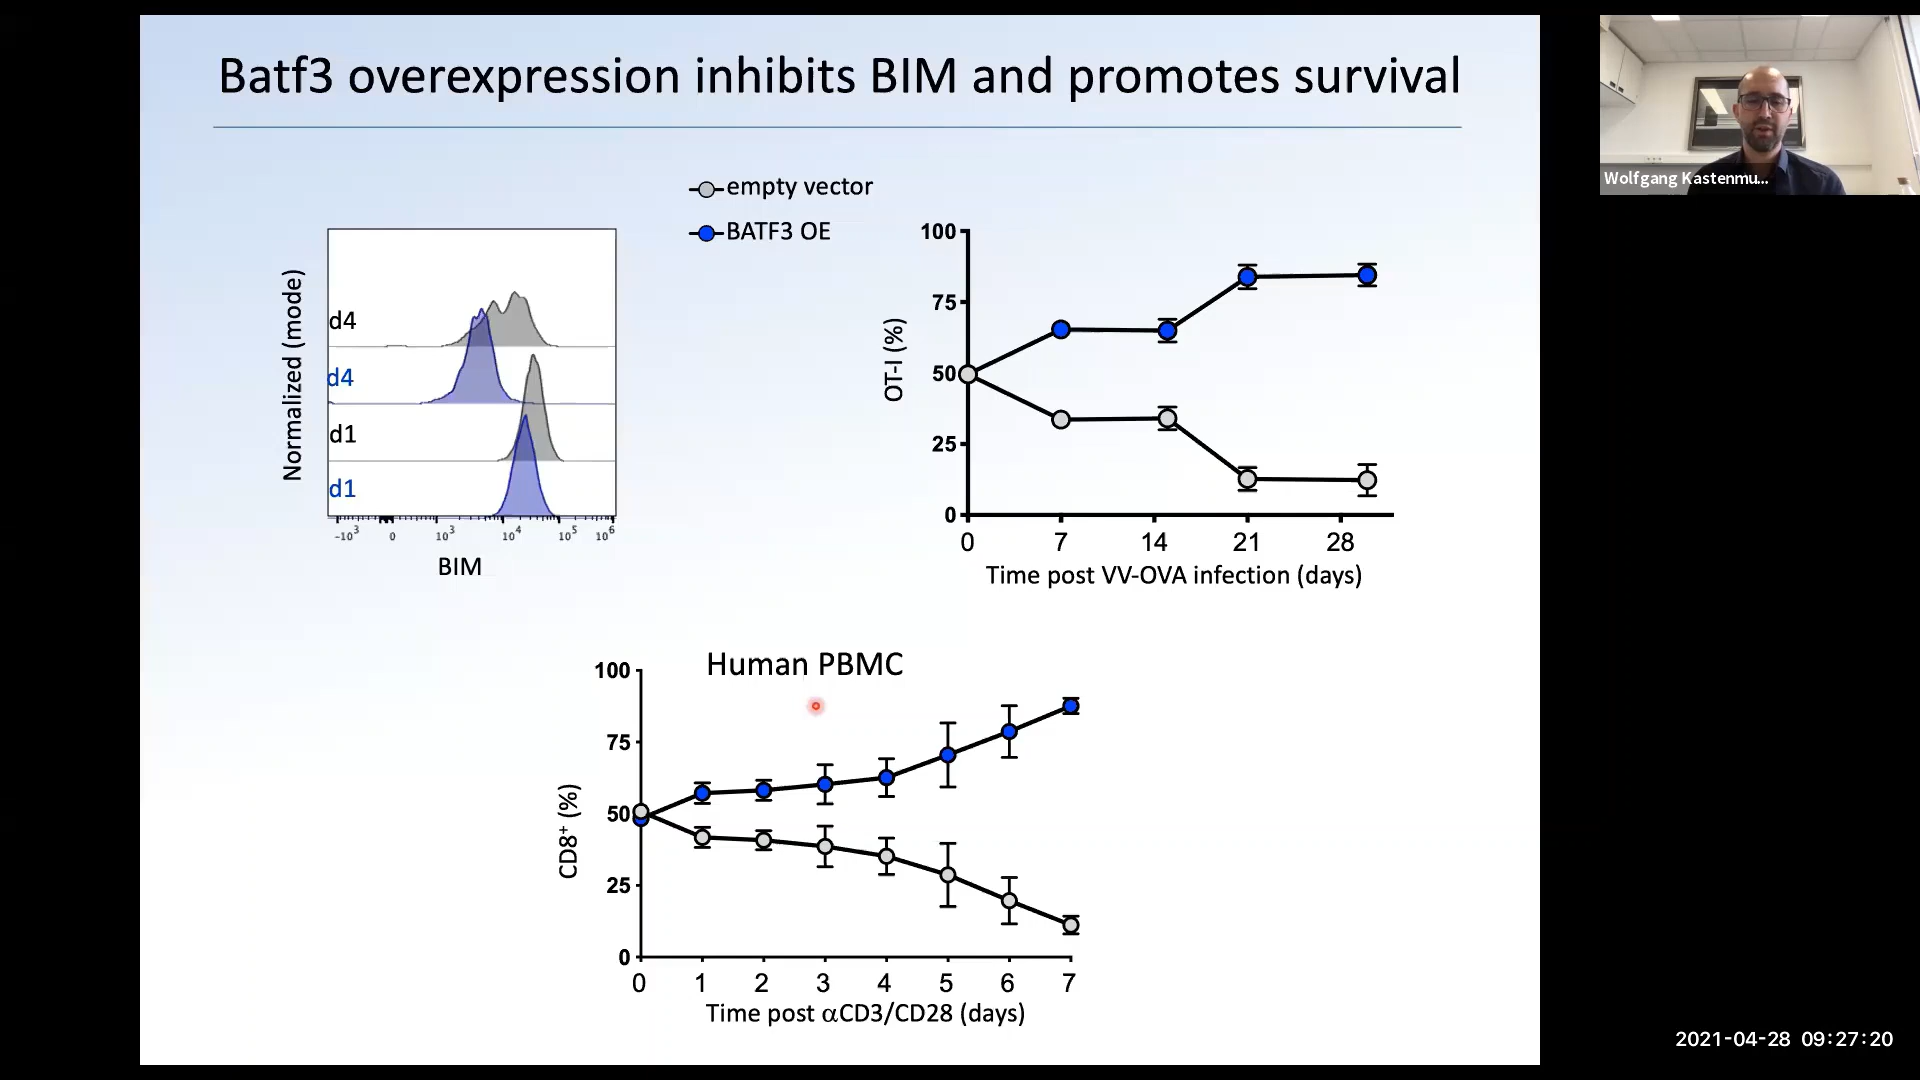 Batf3 overexpression inhibits BIM and promotes survival
empty vector
BATF3 OE
Normalized (mode)
d4
d4
d1
d1
-10³ 0 10³ 10⁴ 10⁵ 10⁶
BIM
OT-I (%)
100
75
50
25
0
0 7 14 21 28
Time post VV-OVA infection (days)
Human PBMC
CD8⁺ (%)
100
75
50
25
0
0 1 2 3 4 5 6 7
Time post αCD3/CD28 (days)
Wolfgang Kastenmu...
2021-04-28 09:27:20